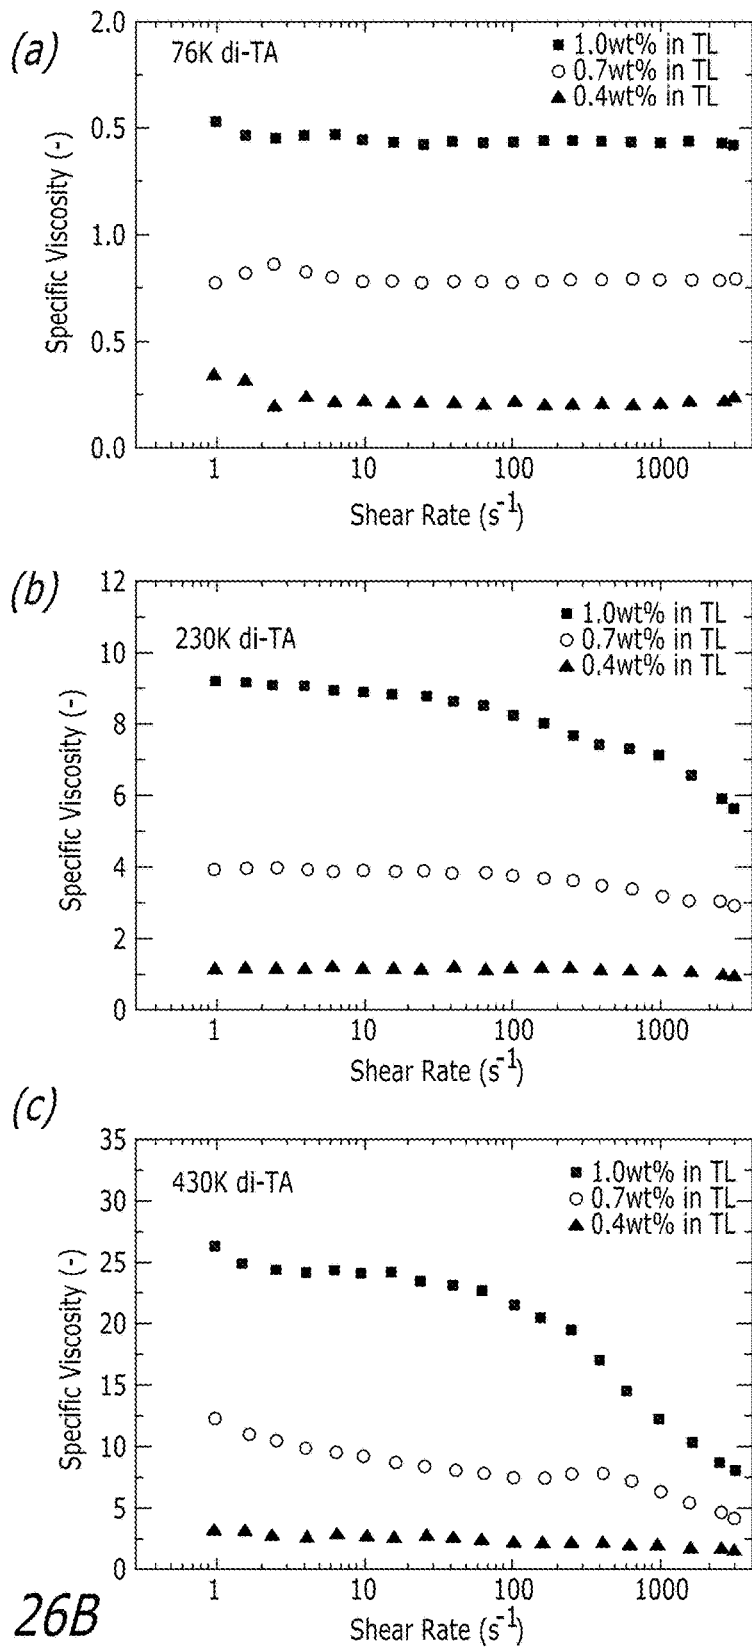 (a)
76K di-TA
1.0wt% in TL
0.7wt% in TL
0.4wt% in TL
2.0
0.5
1.0
0.5
0.0
Specific Viscosity (-)
1 10 100 1000
Shear Rate (s-1)
(b)
230K di-TA
1.0wt% in TL
0.7wt% in TL
0.4wt% in TL
12
10
8
6
4
2
0
Specific Viscosity (-)
1 10 100 1000
Shear Rate (s-1)
(c)
430K di-TA
1.0wt% in TL
0.7wt% in TL
0.4wt% in TL
35
30
25
20
15
10
5
0
Specific Viscosity (-)
1 10 100 1000
Shear Rate (s-1)
26B